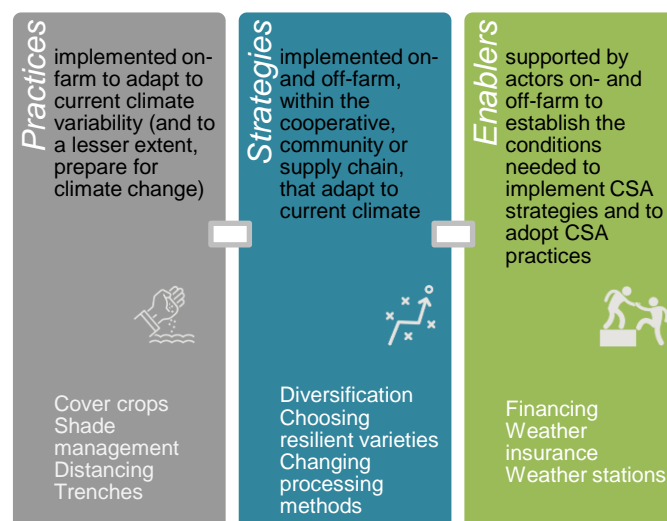 Practices
implemented on-
farm to adapt to
current climate
variability (and to
a lesser extent,
prepare for
climate change)
Cover crops
Shade
management
Distancing
Trenches
Strategies
implemented on-
and off-farm,
within the
cooperative,
community or
supply chain,
that adapt to
current climate
Diversification
Choosing
resilient varieties
Changing
processing
methods
Enablers
supported by
actors on- and
off-farm to
establish the
conditions
needed to
implement CSA
strategies and to
adopt CSA
practices
Financing
Weather
insurance
Weather stations